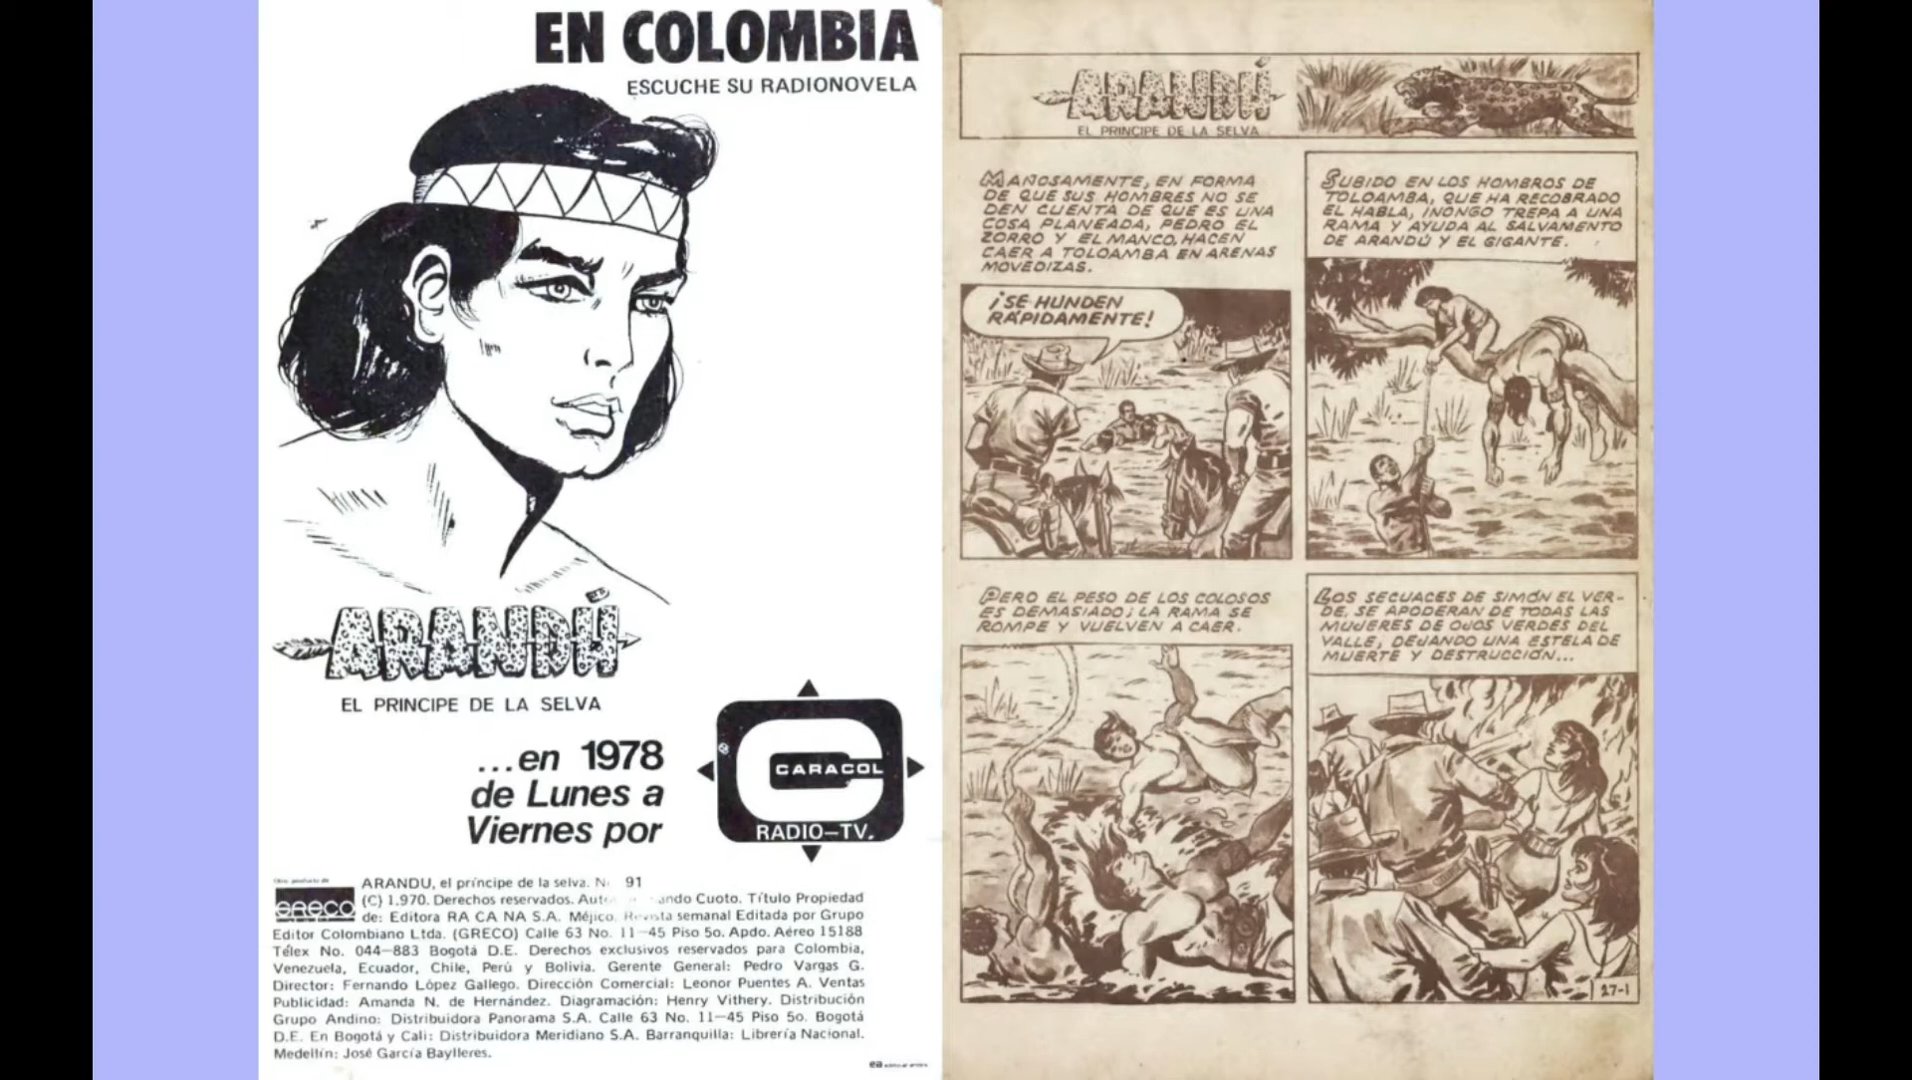 EN COLOMBIA
ESCUCHE SU RADIONOVELA
ARANDÚ
EL PRINCIPE DE LA SELVA
...en 1978
de Lunes a
Viernes por
CARACOL
RADIO-TV.
GRECO
ARANDU, el príncipe de la selva. N 91
(C) 1.970. Derechos reservados. Auto ando Cuoto. Título Propiedad
de: Editora RA CA NA S.A. Méjico. Revista semanal Editada por Grupo
Editor Colombiano Ltda. (GRECO) Calle 63 No. 11-45 Piso 5o. Apdo. Aéreo 15188
Télex No. 044-883 Bogotá D.E. Derechos exclusivos reservados para Colombia,
Venezuela, Ecuador, Chile, Perú y Bolivia. Gerente General: Pedro Vargas G.
Director: Fernando López Gallego. Dirección Comercial: Leonor Puentes A. Ventas
Publicidad: Amanda N. de Hernández. Diagramación: Henry Vithery. Distribución
Grupo Andino: Distribuidora Panorama S.A. Calle 63 No. 11-45 Piso 5o. Bogotá
D.E. En Bogotá y Cali: Distribuidora Meridiano S.A. Barranquilla: Librería Nacional.
Medellín: José García Baylleres.
ARANDÚ
EL PRINCIPE DE LA SELVA
MAÑOSAMENTE, EN FORMA
DE QUE SUS HOMBRES NO SE
DEN CUENTA DE QUE ES UNA
COSA PLANEADA, PEDRO EL
ZORRO Y EL MANCO, HACEN
CAER A TOLOAMBA EN ARENAS
MOVEDIZAS.
¡SE HUNDEN
RÁPIDAMENTE!
SUBIDO EN LOS HOMBROS DE
TOLOAMBA, QUE HA RECOBRADO
EL HABLA, IÑONGO TREPA A UNA
RAMA Y AYUDA AL SALVAMENTO
DE ARANDÚ Y EL GIGANTE.
PERO EL PESO DE LOS COLOSOS
ES DEMASIADO; LA RAMA SE
ROMPE Y VUELVEN A CAER.
LOS SECUACES DE SIMÓN EL VER-
DE, SE APODERAN DE TODAS LAS
MUJERES DE OJOS VERDES DEL
VALLE, DEJANDO UNA ESTELA DE
MUERTE Y DESTRUCCIÓN...
27-1